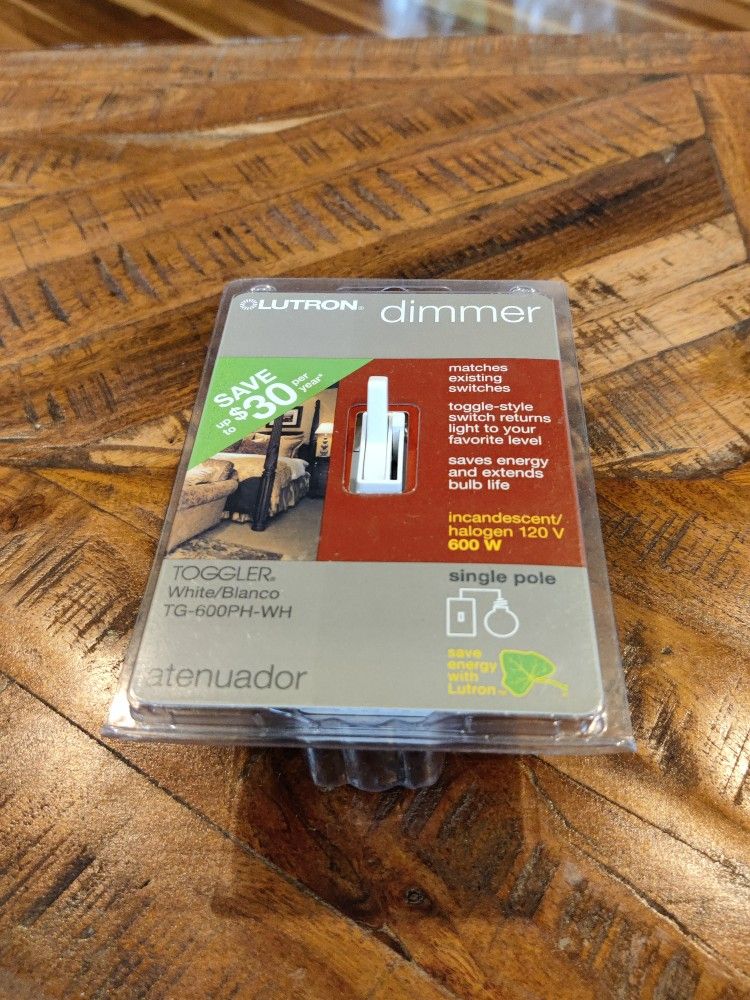 LUTRON®
dimmer
SAVE
up to $30 per year*
matches
existing
switches
toggle-style
switch returns
light to your
favorite level
saves energy
and extends
bulb life
incandescent/
halogen 120 V
600 W
TOGGLER®
White/Blanco
TG-600PH-WH
single pole
atenuador
save
energy
with
Lutron™